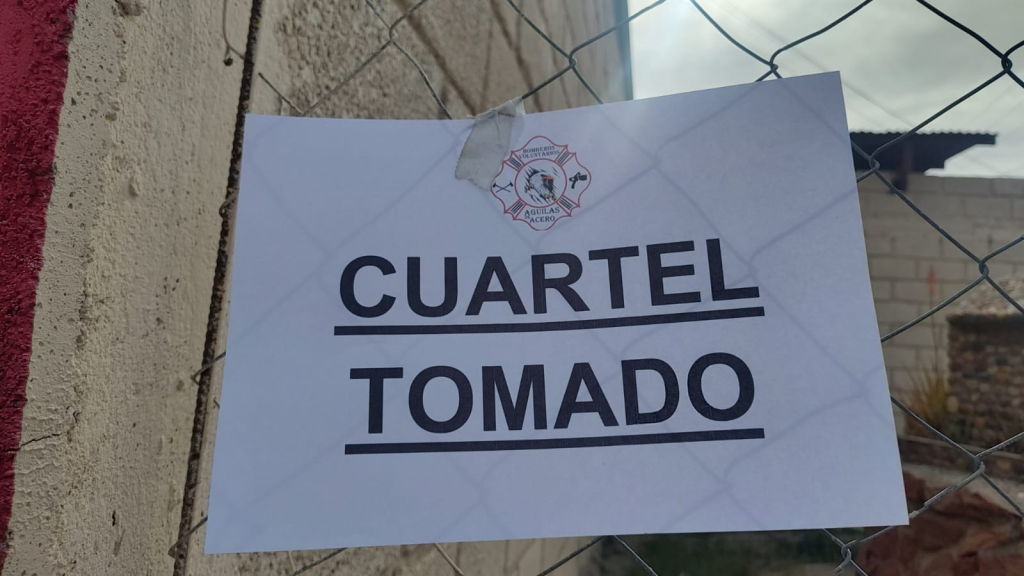 BOMBEROS
VOLUNTARIOS
AGUILAS
ACERO
CUARTEL
TOMADO